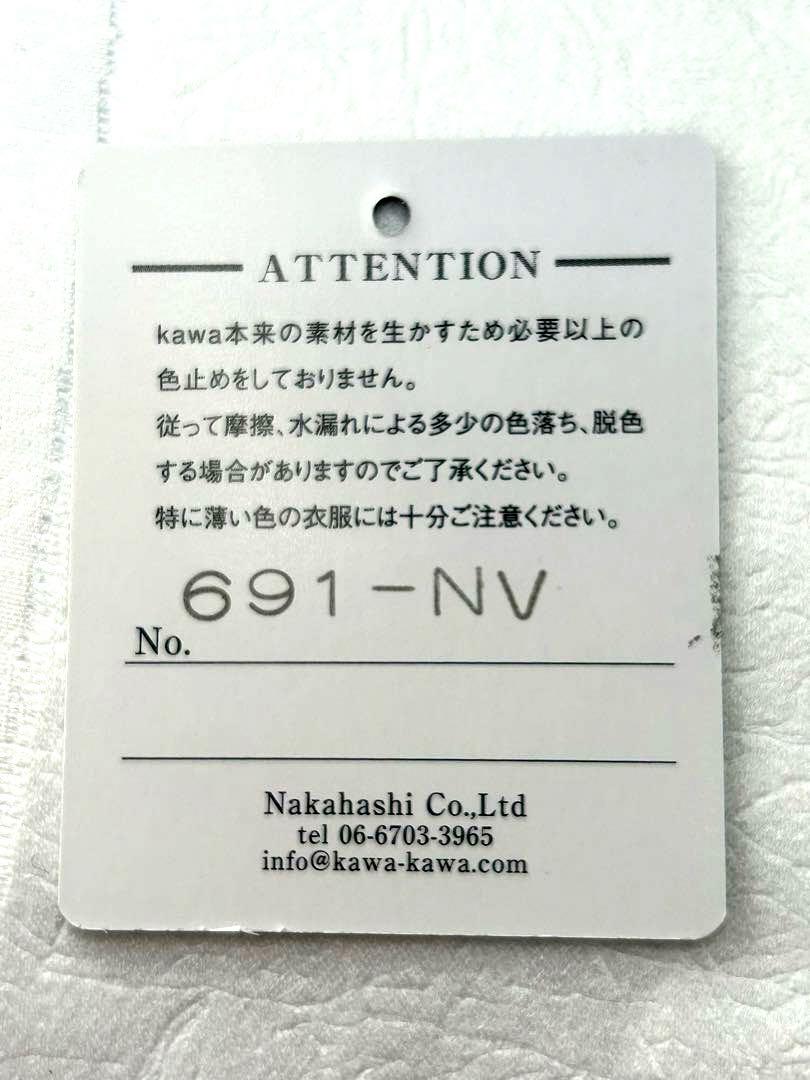 ATTENTION
kawa本来の素材を生かすため必要以上の
色止めをしておりません。
従って摩擦、水漏れによる多少の色落ち、脱色
する場合がありますのでご了承ください。
特に薄い色の衣服には十分ご注意ください。
691-NV
No.
Nakahashi Co.,Ltd
tel 06-6703-3965
info@kawa-kawa.com